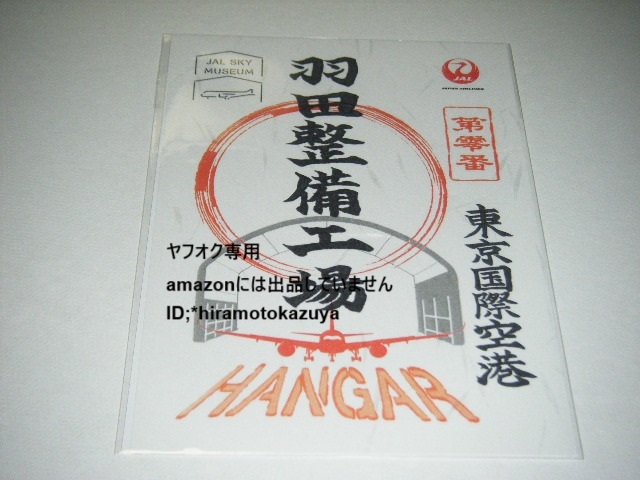 JAL SKY
MUSEUM
羽田整備工場
JAL
JAPAN AIRLINES
第零番
東京国際空港
ヤフオク専用
amazonには出品していません
ID;*hiramotokazuya
HANGAR